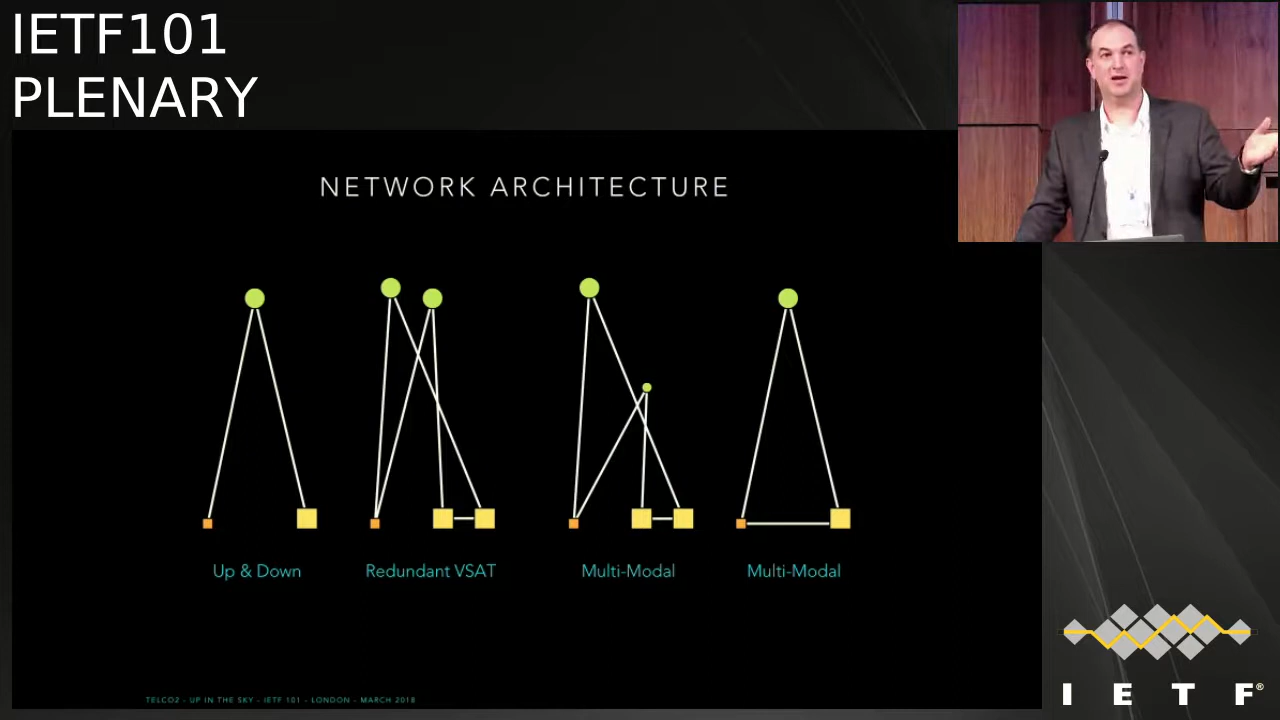 IETF101
PLENARY
NETWORK ARCHITECTURE
Up & Down
Redundant VSAT
Multi-Modal
Multi-Modal
TELCO2 - UP IN THE SKY - IETF 101 - LONDON - MARCH 2018
I E T F®